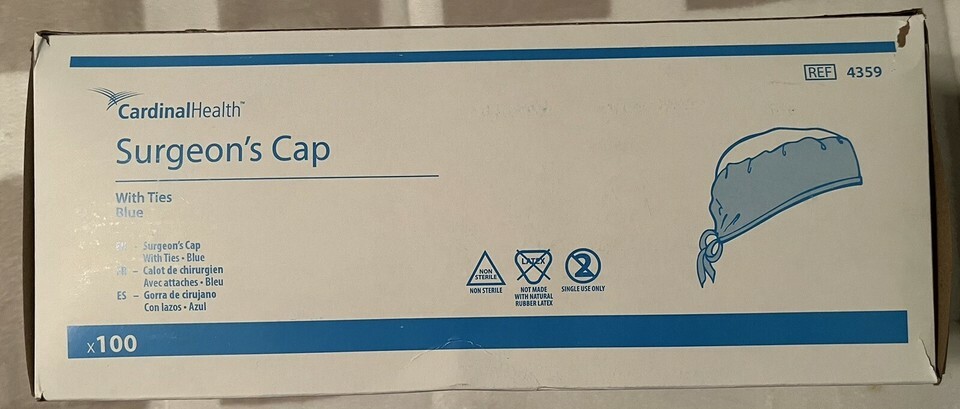 REF 4359
CardinalHealth™
Surgeon's Cap
With Ties
Blue
EN - Surgeon's Cap
With Ties • Blue
FR - Calot de chirurgien
Avec attaches • Bleu
ES - Gorra de cirujano
Con lazos • Azul
NON
STERILE
NON STERILE
LATEX
NOT MADE
WITH NATURAL
RUBBER LATEX
2
SINGLE USE ONLY
x100